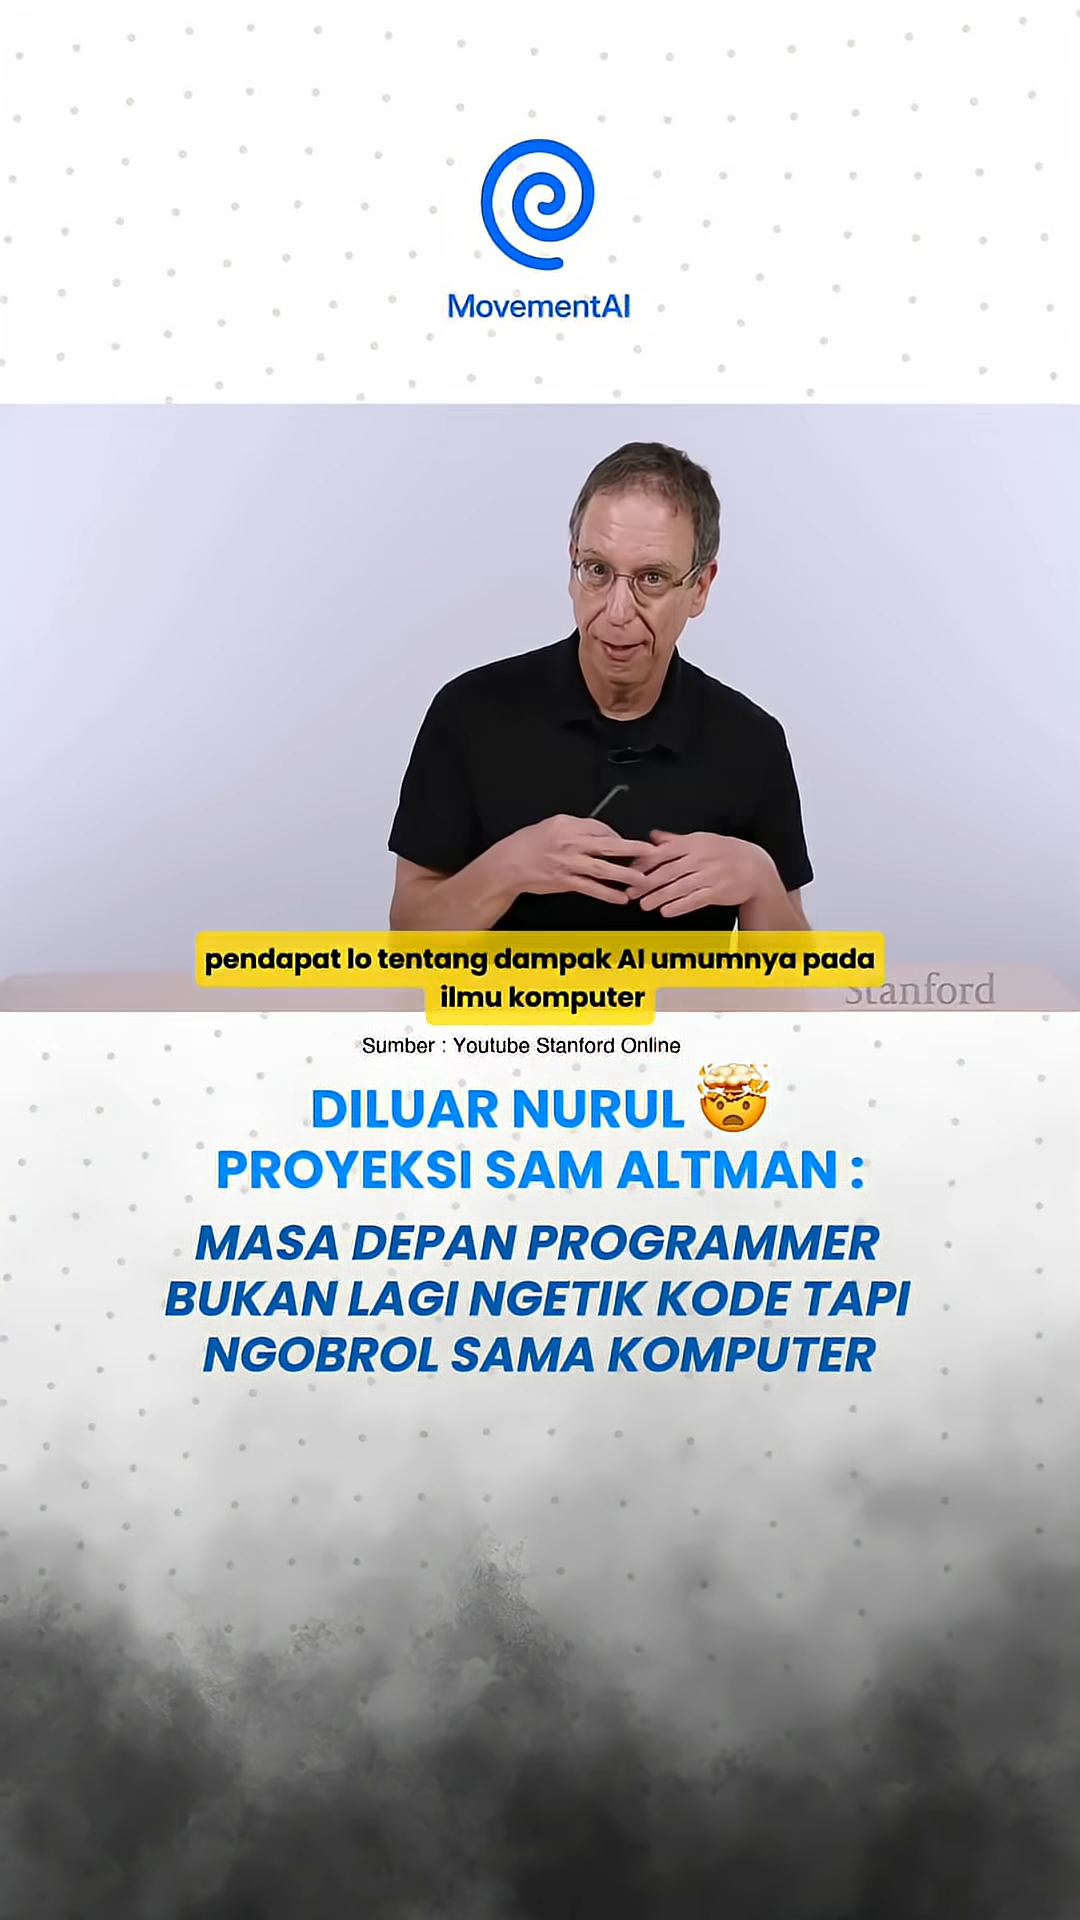 MovementAI
pendapat lo tentang dampak AI umumnya pada
ilmu komputer
Stanford
Sumber : Youtube Stanford Online
DILUAR NURUL 🤯
PROYEKSI SAM ALTMAN :
MASA DEPAN PROGRAMMER
BUKAN LAGI NGETIK KODE TAPI
NGOBROL SAMA KOMPUTER